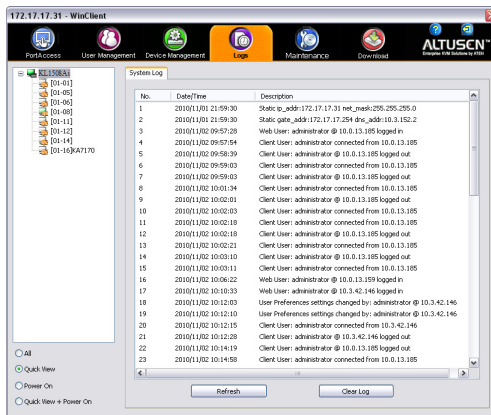 172.17.17.31 - WinClient
PortAccess User Management Device Management Logs Maintenance Download
ALTUSEN™
Enterprise KVM Solutions by ATEN
KL1508Ai
[01-01]
[01-05]
[01-06]
[01-08]
[01-11]
[01-12]
[01-14]
[01-16]KA7170
System Log
No. Date/Time Description
1 2010/11/01 21:59:30 Static ip_addr:172.17.17.31 net_mask:255.255.255.0
2 2010/11/01 21:59:30 Static gate_addr:172.17.17.254 dns_addr:10.3.152.2
3 2010/11/02 09:57:28 Web User: administrator @ 10.0.13.185 logged in
4 2010/11/02 09:57:54 Client User: administrator connected from 10.0.13.185
5 2010/11/02 09:58:39 Client User: administrator @ 10.0.13.185 logged out
6 2010/11/02 09:59:03 Client User: administrator connected from 10.0.13.185
7 2010/11/02 09:59:03 Client User: administrator @ 10.0.13.185 logged out
8 2010/11/02 10:01:34 Client User: administrator connected from 10.0.13.185
9 2010/11/02 10:02:01 Client User: administrator @ 10.0.13.185 logged out
10 2010/11/02 10:02:03 Client User: administrator connected from 10.0.13.185
11 2010/11/02 10:02:18 Client User: administrator connected from 10.0.13.185
12 2010/11/02 10:02:18 Client User: administrator @ 10.0.13.185 logged out
13 2010/11/02 10:02:21 Client User: administrator connected from 10.0.13.185
14 2010/11/02 10:03:10 Client User: administrator @ 10.0.13.185 logged out
15 2010/11/02 10:03:11 Client User: administrator connected from 10.0.13.185
16 2010/11/02 10:06:22 Web User: administrator @ 10.0.13.159 logged in
17 2010/11/02 10:10:33 Web User: administrator @ 10.3.42.146 logged in
18 2010/11/02 10:12:03 User Preferences settings changed by: administrator @ 10.3.42.146
19 2010/11/02 10:12:10 User Preferences settings changed by: administrator @ 10.3.42.146
20 2010/11/02 10:12:15 Client User: administrator connected from 10.3.42.146
21 2010/11/02 10:12:28 Client User: administrator @ 10.3.42.146 logged out
22 2010/11/02 10:14:19 Client User: administrator @ 10.0.13.185 logged out
23 2010/11/02 10:14:58 Client User: administrator connected from 10.0.13.185
All
Quick View
Power On
Quick View + Power On
Refresh Clear Log